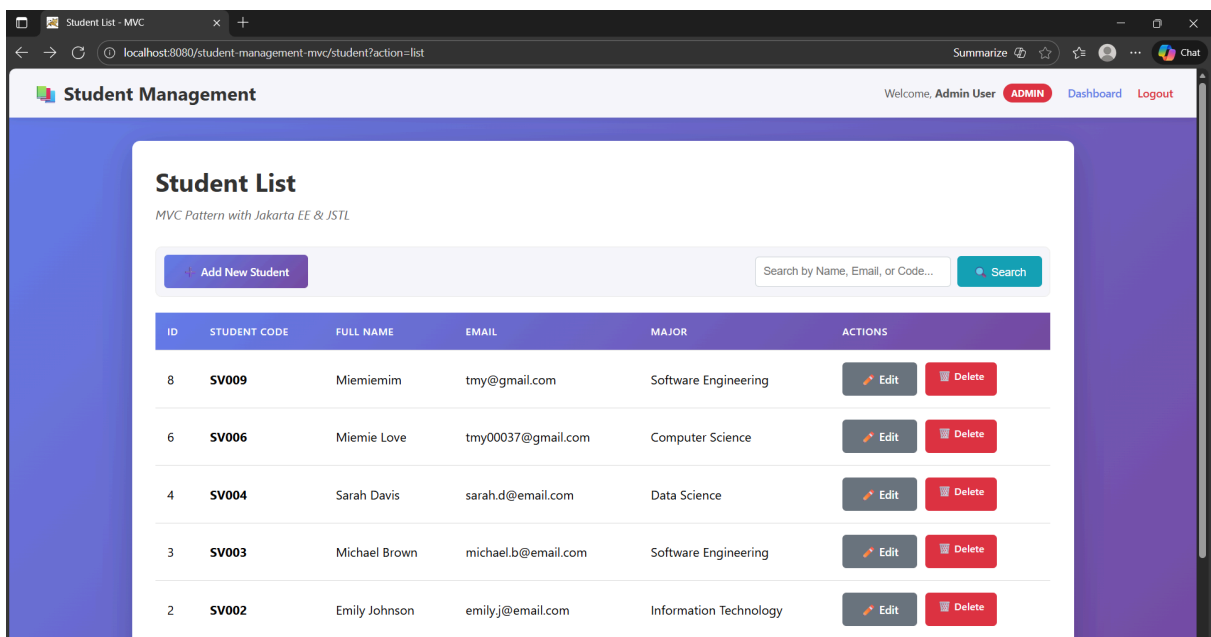 Student List - MVC
localhost:8080/student-management-mvc/student?action=list
Summarize
Chat
Student Management
Welcome, Admin User ADMIN Dashboard Logout
Student List
MVC Pattern with Jakarta EE & JSTL
Add New Student
Search by Name, Email, or Code...
Search
ID STUDENT CODE FULL NAME EMAIL MAJOR ACTIONS
8 SV009 Miemiemim tmy@gmail.com Software Engineering Edit Delete
6 SV006 Miemie Love tmy00037@gmail.com Computer Science Edit Delete
4 SV004 Sarah Davis sarah.d@email.com Data Science Edit Delete
3 SV003 Michael Brown michael.b@email.com Software Engineering Edit Delete
2 SV002 Emily Johnson emily.j@email.com Information Technology Edit Delete